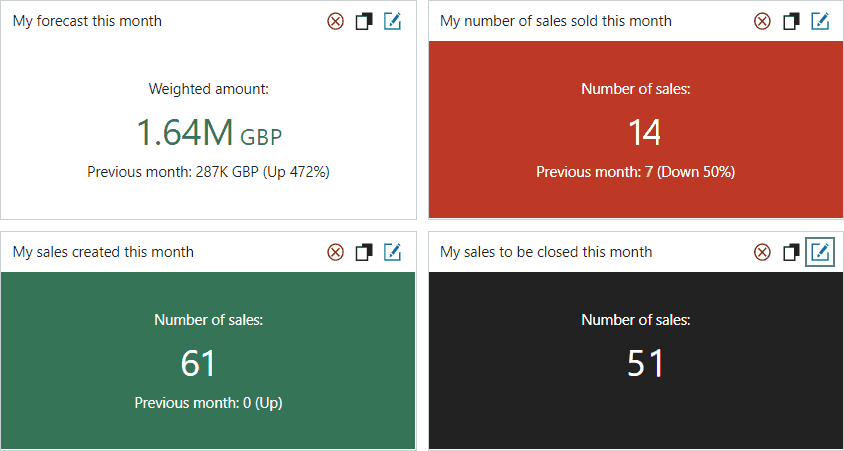 My forecast this month
Weighted amount:
1.64M GBP
Previous month: 287K GBP (Up 472%)
My number of sales sold this month
Number of sales:
14
Previous month: 7 (Down 50%)
My sales created this month
Number of sales:
61
Previous month: 0 (Up)
My sales to be closed this month
Number of sales:
51